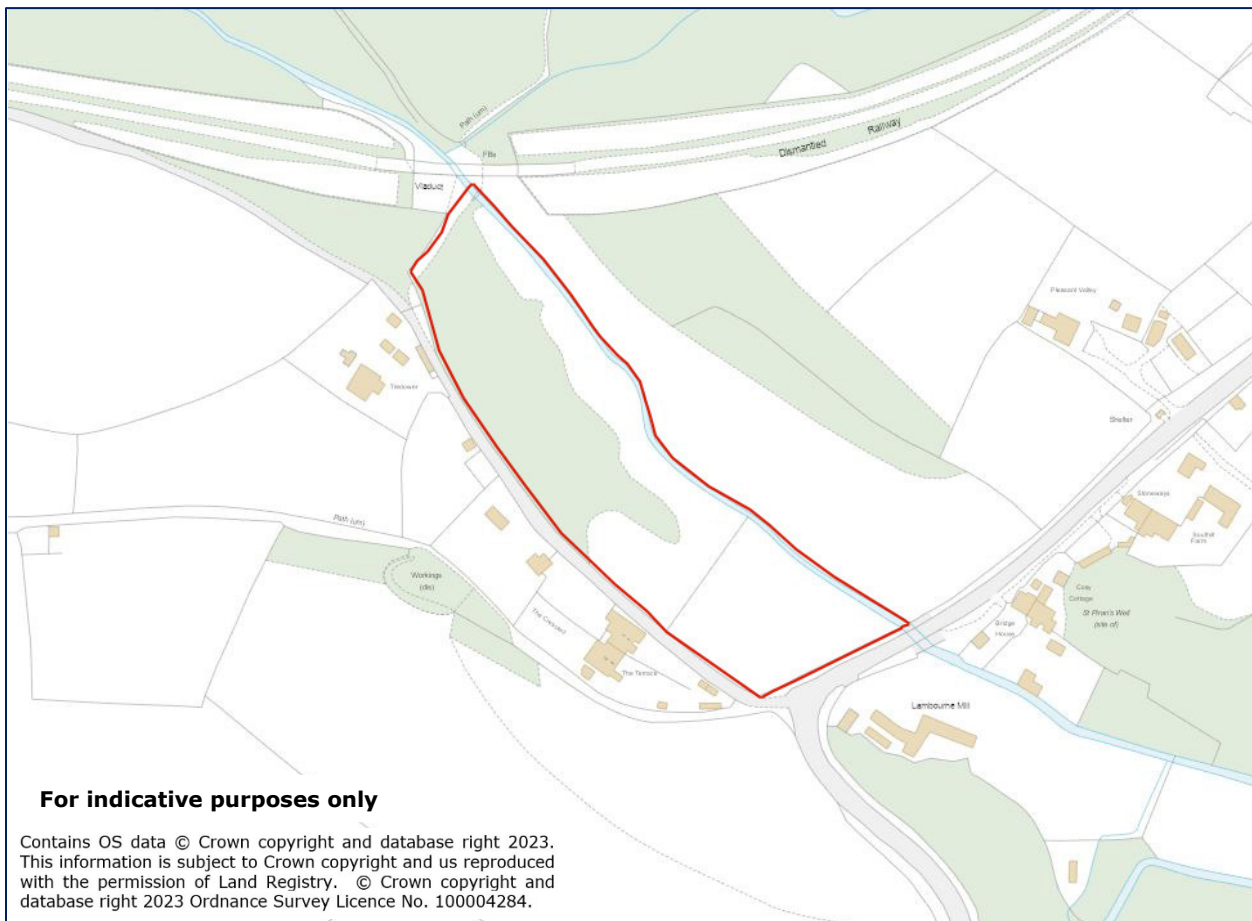 Path (um)
Railway
Dismantled
FBs
Viaduct
Pleasant Valley
Shelter
Stoneways
Southill
Farm
Path (um)
Workings
(dis)
Cosy
Cottage
St Piran's Well
(site of)
Bridge
House
The Crescent
The Terrace
Lambourne Mill
For indicative purposes only
Contains OS data © Crown copyright and database right 2023.
This information is subject to Crown copyright and us reproduced
with the permission of Land Registry. © Crown copyright and
database right 2023 Ordnance Survey Licence No. 100004284.